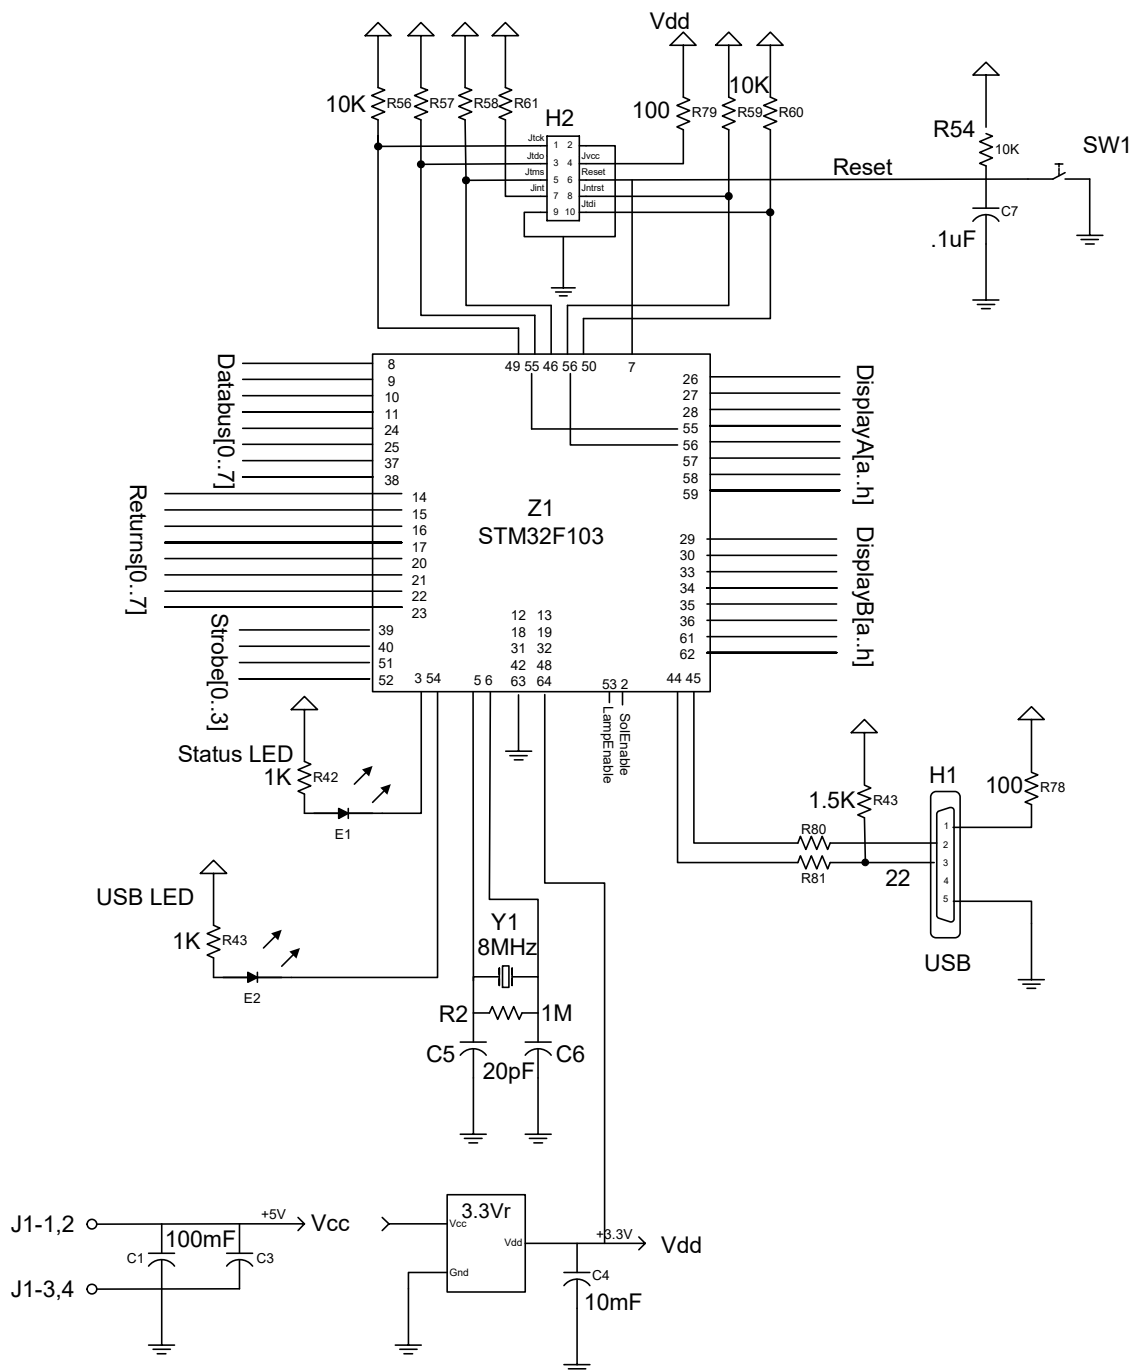 Vdd
10K
R56
R57
R58
R61
100
R79
10K
R59
R60
H2
Jtck
1 2
Jtdo
3 4
Jvcc
Jtms
5 6
Reset
Jint
7 8
Jntrst
9 10
Jtdi
Reset
R54
10K
SW1
C7
.1uF
49 55 46 56 50
7
Databus[0..7]
8
9
10
11
24
25
37
38
Returns[0..7]
14
15
16
17
20
21
22
23
Strobe[0..3]
39
40
51
52
Z1
STM32F103
26
27
28
55
56
57
58
59
DisplayA[a..h]
29
30
33
34
35
36
61
62
DisplayB[a..h]
12 13
18 19
31 32
42 48
63 64
3 54
5 6
53 2
44 45
LampEnable
SolEnable
Status LED
1K
R42
E1
USB LED
1K
R43
E2
Y1
8MHz
R2
1M
C5
20pF
C6
1.5K
R43
R80
R81
22
H1
1
2
3
4
5
USB
100
R78
J1-1,2
+5V
Vcc
C1
100mF
C3
J1-3,4
3.3Vr
Vcc
Vdd
Gnd
+3.3V
Vdd
C4
10mF